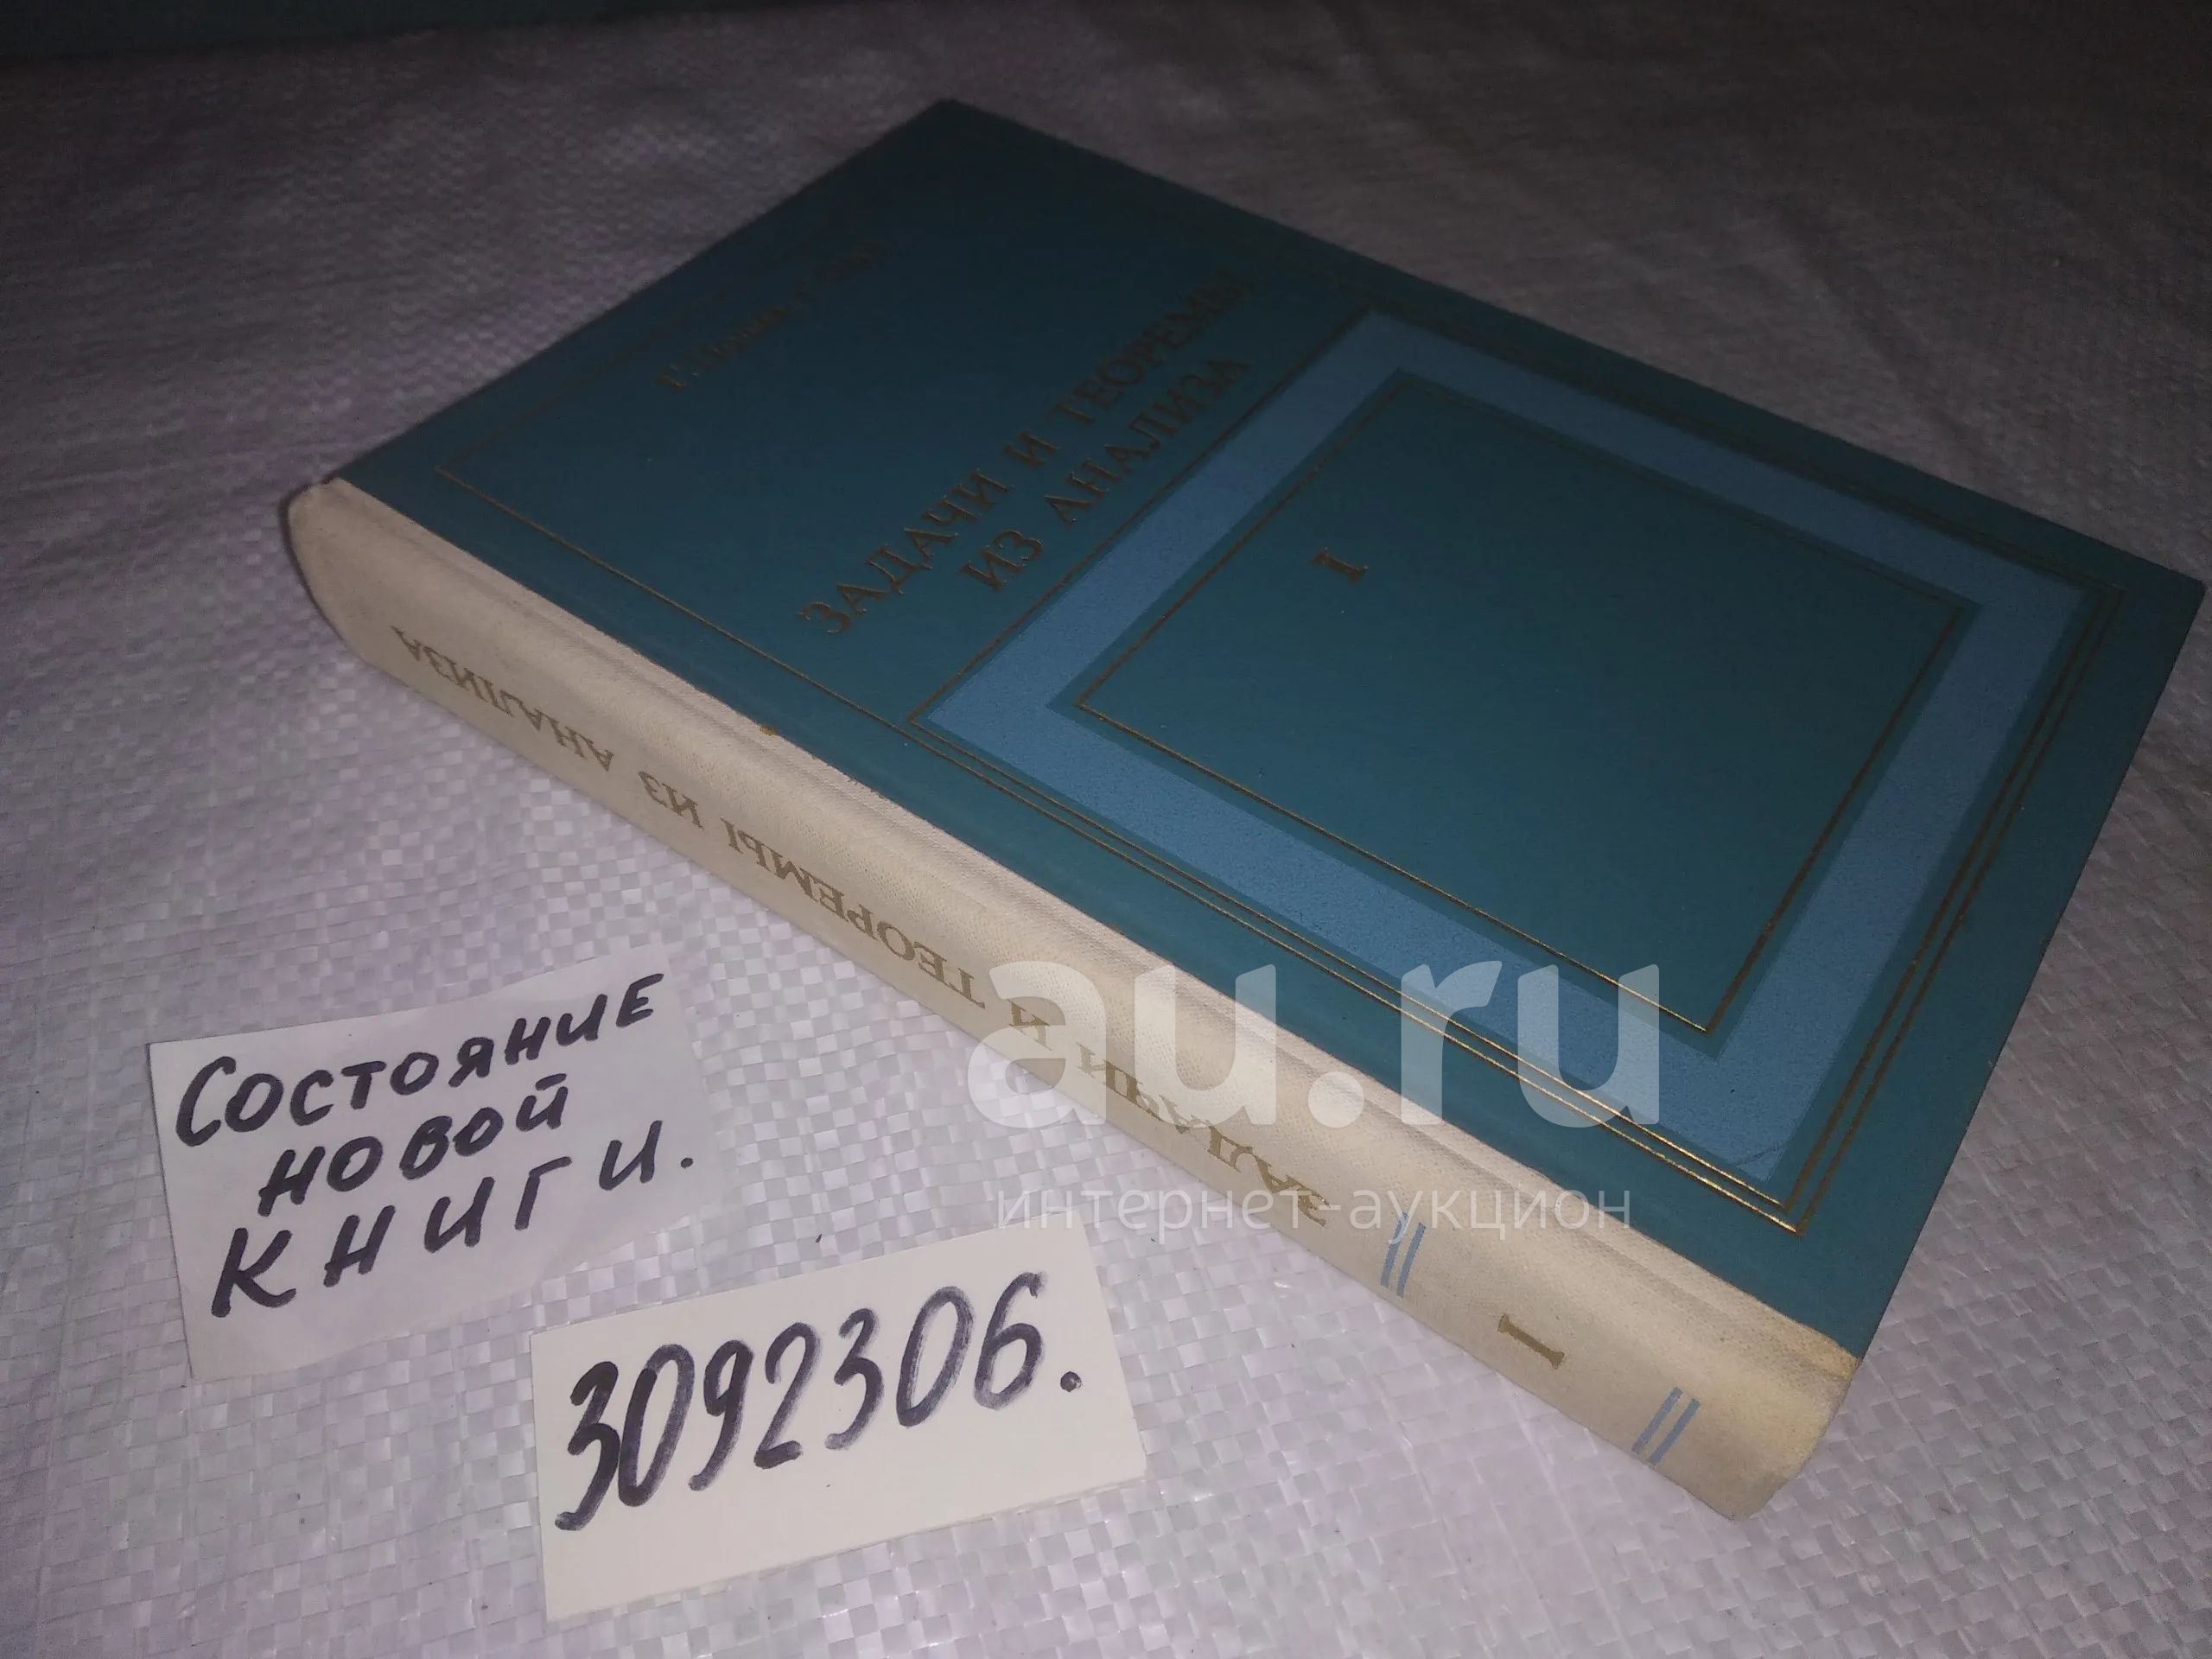 ЗАДАЧИ И ТЕОРЕМЫ
ИЗ АНАЛИЗА
I
ЗАДАЧИ И ТЕОРЕМЫ ИЗ АНАЛИЗА
I
au.ru
интернет-аукцион
Состояние
новой
книги.
3092306.